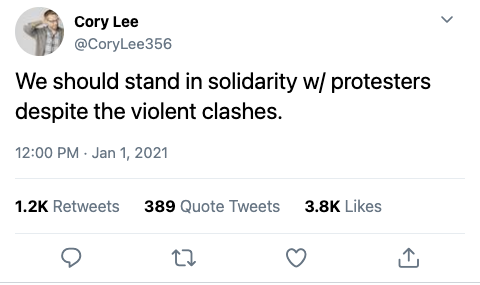 Cory Lee
@CoryLee356
We should stand in solidarity w/ protesters
despite the violent clashes.
12:00 PM · Jan 1, 2021
1.2K Retweets 389 Quote Tweets 3.8K Likes